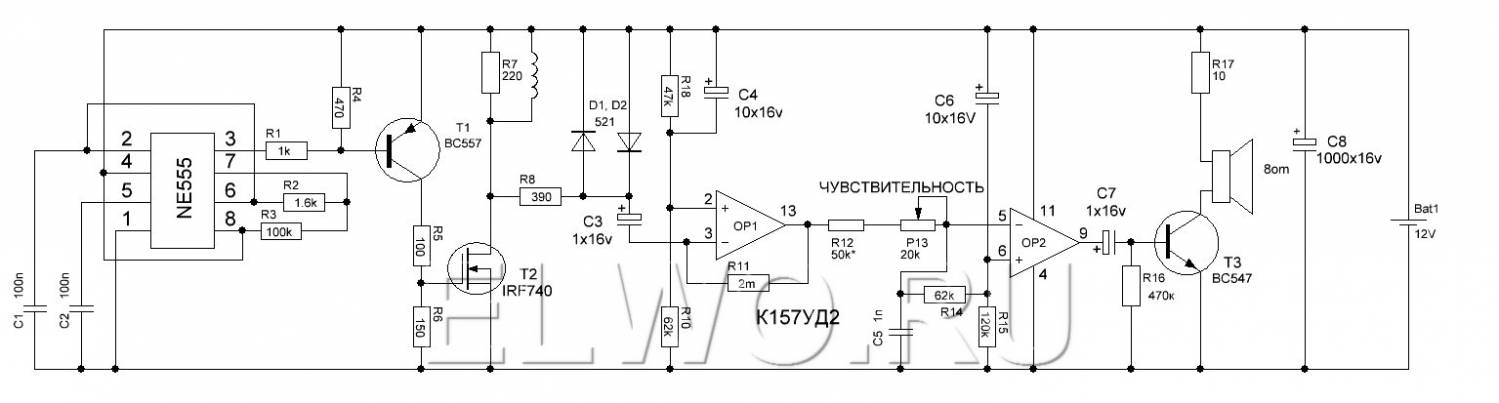 R7
220
R4
470
D1, D2
521
R18
47k
C4
10x16v
C6
10x16V
R17
10
C8
1000x16v
8om
T1
BC557
NE555
2
4
5
1
3
7
6
8
R1
1k
R2
1.6k
R3
100k
R8
390
C3
1x16v
ЧУВСТВИТЕЛЬНОСТЬ
2
3
OP1
13
R12
50k*
P13
20k
5
6
OP2
11
9
4
C7
1x16v
Bat1
12V
R5
100
T2
IRF740
R11
2m
T3
BC547
R16
470к
C1 100n
C2 100n
R6
150
R10
62k
К157УД2
62k
R14
C5 1n
R15
120k
ELWO.RU